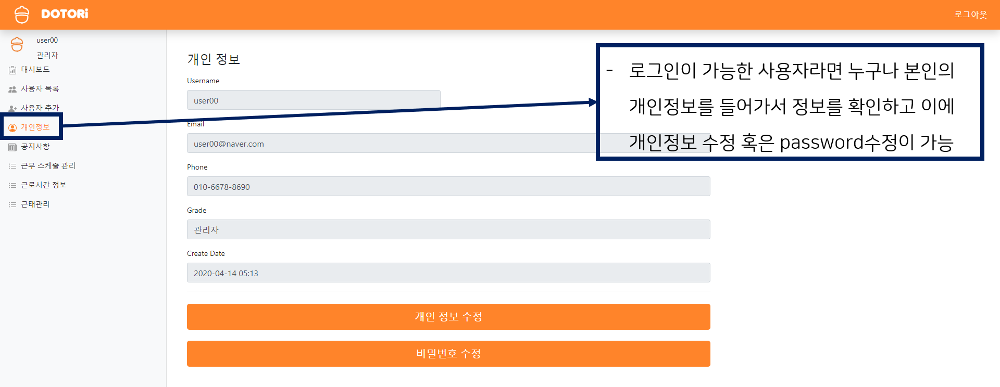 DOTORi
로그아웃
user00
관리자
대시보드
사용자 목록
사용자 추가
개인정보
공지사항
근무 스케줄 관리
근로시간 정보
근태관리
개인 정보
Username
user00
Email
user00@naver.com
Phone
010-6678-8690
Grade
관리자
Create Date
2020-04-14 05:13
개인 정보 수정
비밀번호 수정
- 로그인이 가능한 사용자라면 누구나 본인의
개인정보를 들어가서 정보를 확인하고 이에
개인정보 수정 혹은 password수정이 가능